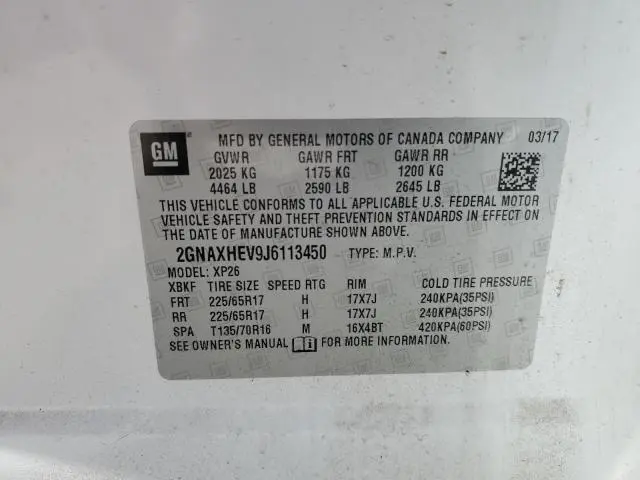 GM MFD BY GENERAL MOTORS OF CANADA COMPANY 03/17
GVWR GAWR FRT GAWR RR
2025 KG 1175 KG 1200 KG
4464 LB 2590 LB 2645 LB
THIS VEHICLE CONFORMS TO ALL APPLICABLE U.S. FEDERAL MOTOR
VEHICLE SAFETY AND THEFT PREVENTION STANDARDS IN EFFECT ON
THE DATE OF MANUFACTURE SHOWN ABOVE.
2GNAXHEV9J6113450 TYPE: M.P.V.
MODEL: XP26
XBKF TIRE SIZE SPEED RTG RIM COLD TIRE PRESSURE
FRT 225/65R17 H 17X7J 240KPA(35PSI)
RR 225/65R17 H 17X7J 240KPA(35PSI)
SPA T135/70R16 M 16X4BT 420KPA(60PSI)
SEE OWNER'S MANUAL FOR MORE INFORMATION.